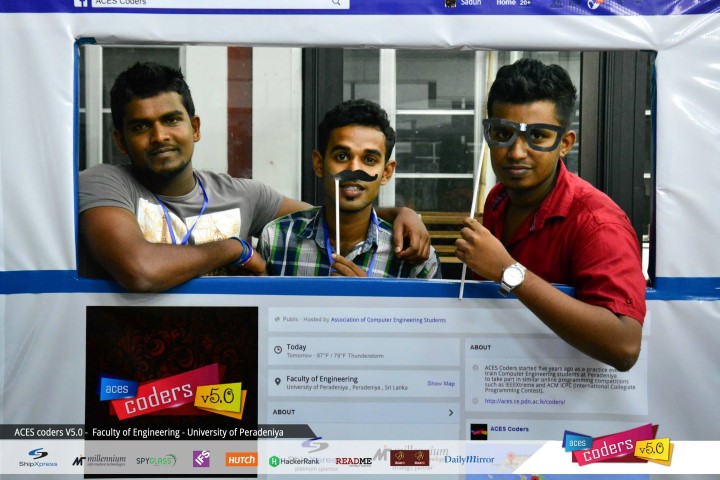 ACES Coders
Sadun Home 20+
Public · Hosted by Association of Computer Engineering Students
Today
Tomorrow · 87°F / 78°F Thunderstorm
Faculty of Engineering
University of Peradeniya , Peradeniya , Sri Lanka
Show Map
ABOUT
ABOUT
ACES Coders started five years ago as a practice
train Computer Engineering students at Peradeniya
to take part in similar online programming competitions
such as IEEEXtreme and ACM ICPC (International Collegiate
Programming Contest).
http://aces.ce.pdn.ac.lk/coders/
ACES Coders
aces
coders v5.0
ACES coders V5.0 - Faculty of Engineering - University of Peradeniya
ShipXpress
millennium
SPYGLASS
IFS
HUTCH
HackerRank
README
DailyMirror
platinum sponsor
aces
coders v5.0